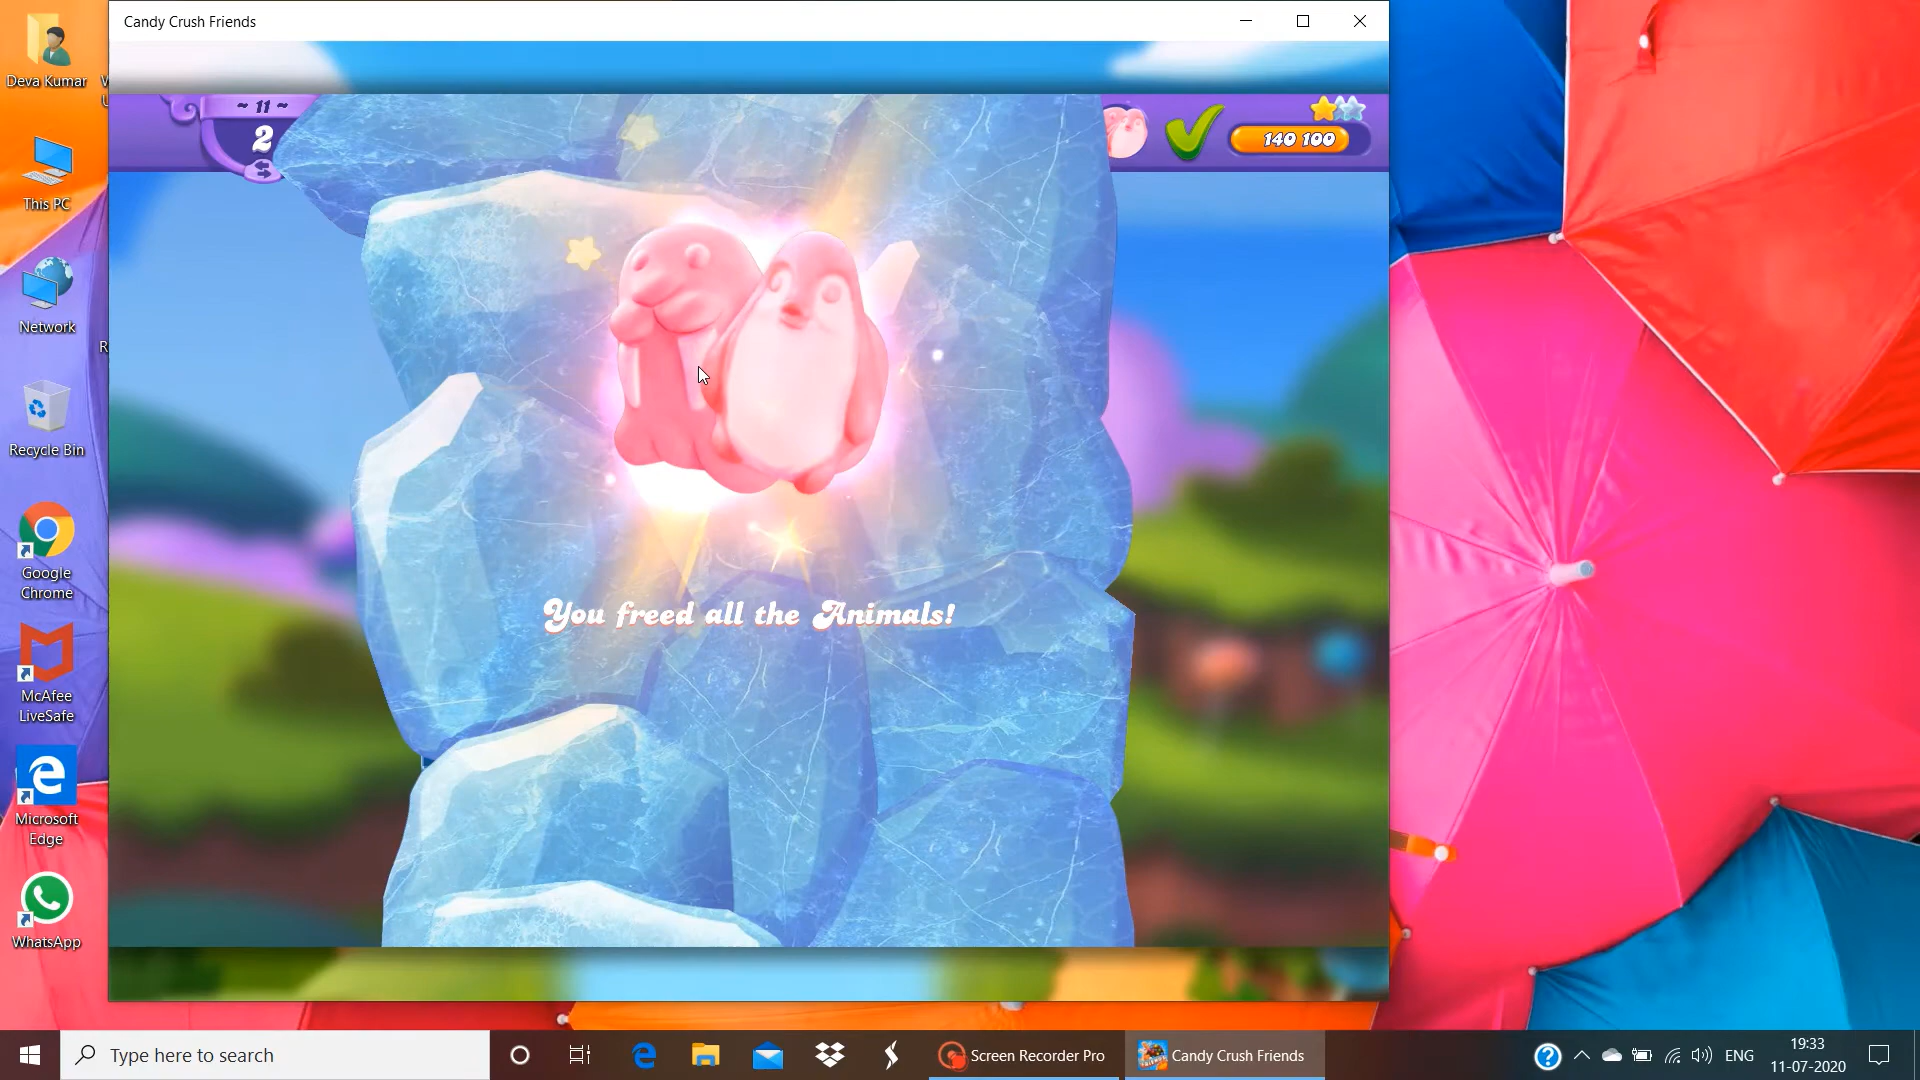 Candy Crush Friends
~ 11 ~
2
140 100
You freed all the Animals!
Deva Kumar
This PC
Network
Recycle Bin
Google
Chrome
McAfee
LiveSafe
Microsoft
Edge
WhatsApp
W
U
R
Type here to search
Screen Recorder Pro
Candy Crush Friends
ENG
19:33
11-07-2020